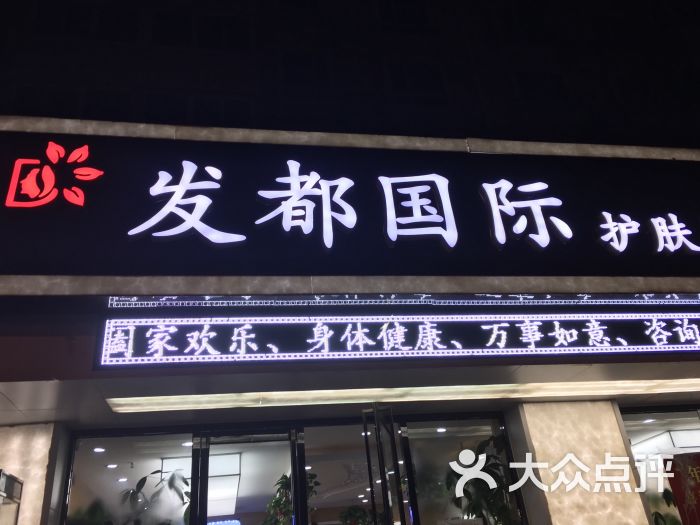 发都国际 护肤
阖家欢乐、身体健康、万事如意、咨询
大众点评